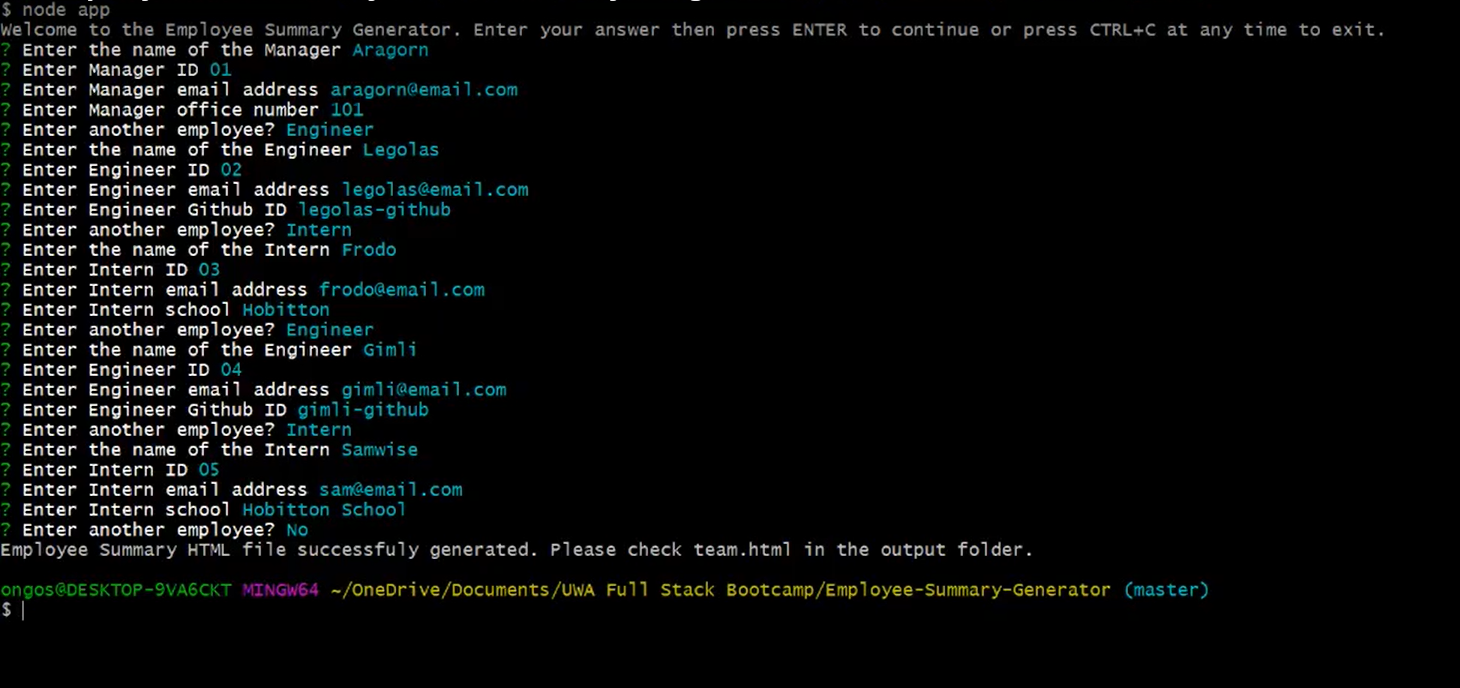 $ node app
Welcome to the Employee Summary Generator. Enter your answer then press ENTER to continue or press CTRL+C at any time to exit.
? Enter the name of the Manager Aragorn
? Enter Manager ID 01
? Enter Manager email address aragorn@email.com
? Enter Manager office number 101
? Enter another employee? Engineer
? Enter the name of the Engineer Legolas
? Enter Engineer ID 02
? Enter Engineer email address legolas@email.com
? Enter Engineer Github ID legolas-github
? Enter another employee? Intern
? Enter the name of the Intern Frodo
? Enter Intern ID 03
? Enter Intern email address frodo@email.com
? Enter Intern school Hobitton
? Enter another employee? Engineer
? Enter the name of the Engineer Gimli
? Enter Engineer ID 04
? Enter Engineer email address gimli@email.com
? Enter Engineer Github ID gimli-github
? Enter another employee? Intern
? Enter the name of the Intern Samwise
? Enter Intern ID 05
? Enter Intern email address sam@email.com
? Enter Intern school Hobitton School
? Enter another employee? No
Employee Summary HTML file successfuly generated. Please check team.html in the output folder.
ongos@DESKTOP-9VA6CKT MINGW64 ~/OneDrive/Documents/UWA Full Stack Bootcamp/Employee-Summary-Generator (master)
$